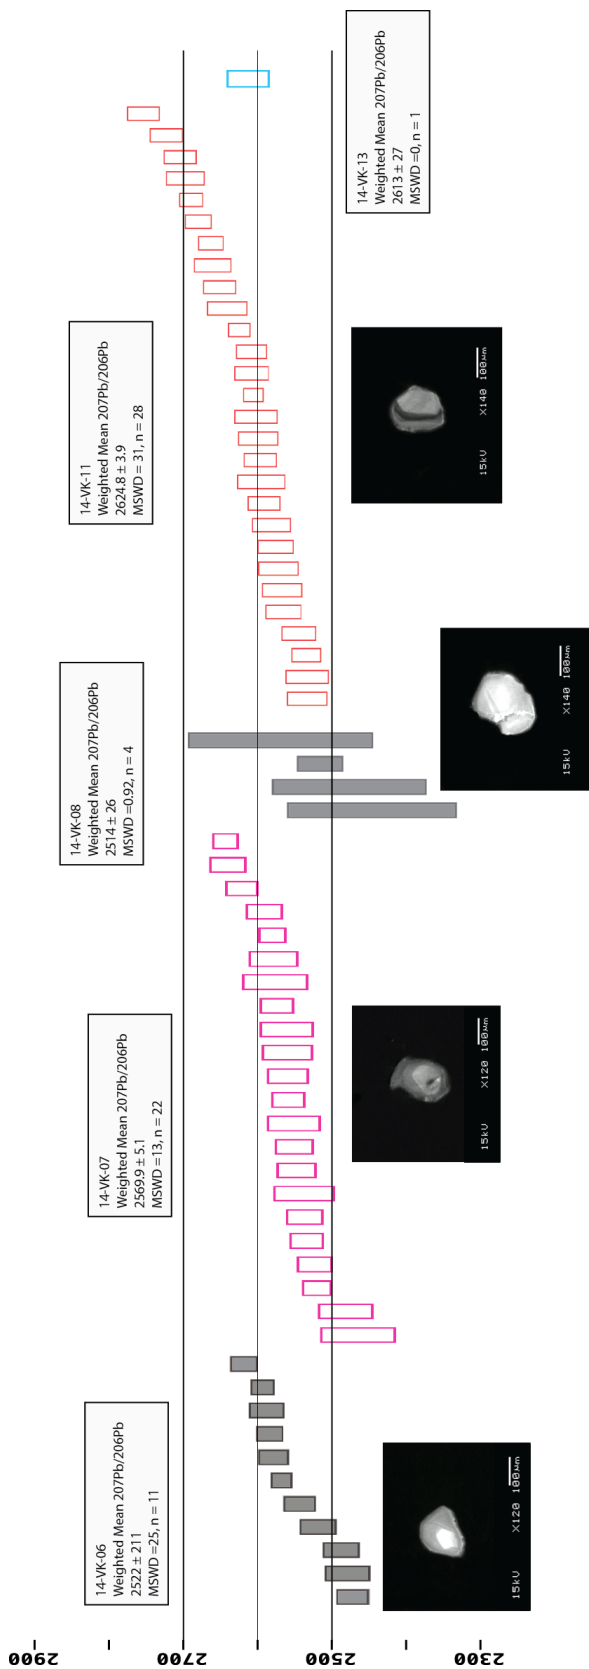 14-VK-06
Weighted Mean 207Pb/206Pb
2522 ± 211
MSWD =25, n = 11
14-VK-07
Weighted Mean 207Pb/206Pb
2569.9 ± 5.1
MSWD =13, n = 22
14-VK-08
Weighted Mean 207Pb/206Pb
2514 ± 26
MSWD =0.92, n = 4
14-VK-11
Weighted Mean 207Pb/206Pb
2624.8 ± 3.9
MSWD = 31, n = 28
14-VK-13
Weighted Mean 207Pb/206Pb
2613 ± 27
MSWD =0, n = 1
2900
2700
2500
2300
15kU X120 100µm
15kU X120 100µm
15kU X140 100µm
15kU X140 100µm